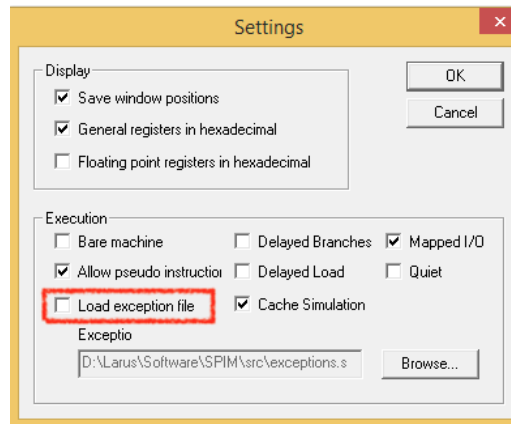 Settings
Display
OK
Save window positions
Cancel
General registers in hexadecimal
Floating point registers in hexadecimal
Execution
Bare machine Delayed Branches Mapped I/O
Allow pseudo instructior Delayed Load Quiet
Load exception file Cache Simulation
Exceptio
D:\Larus\Software\SPIM\src\exceptions.s Browse...